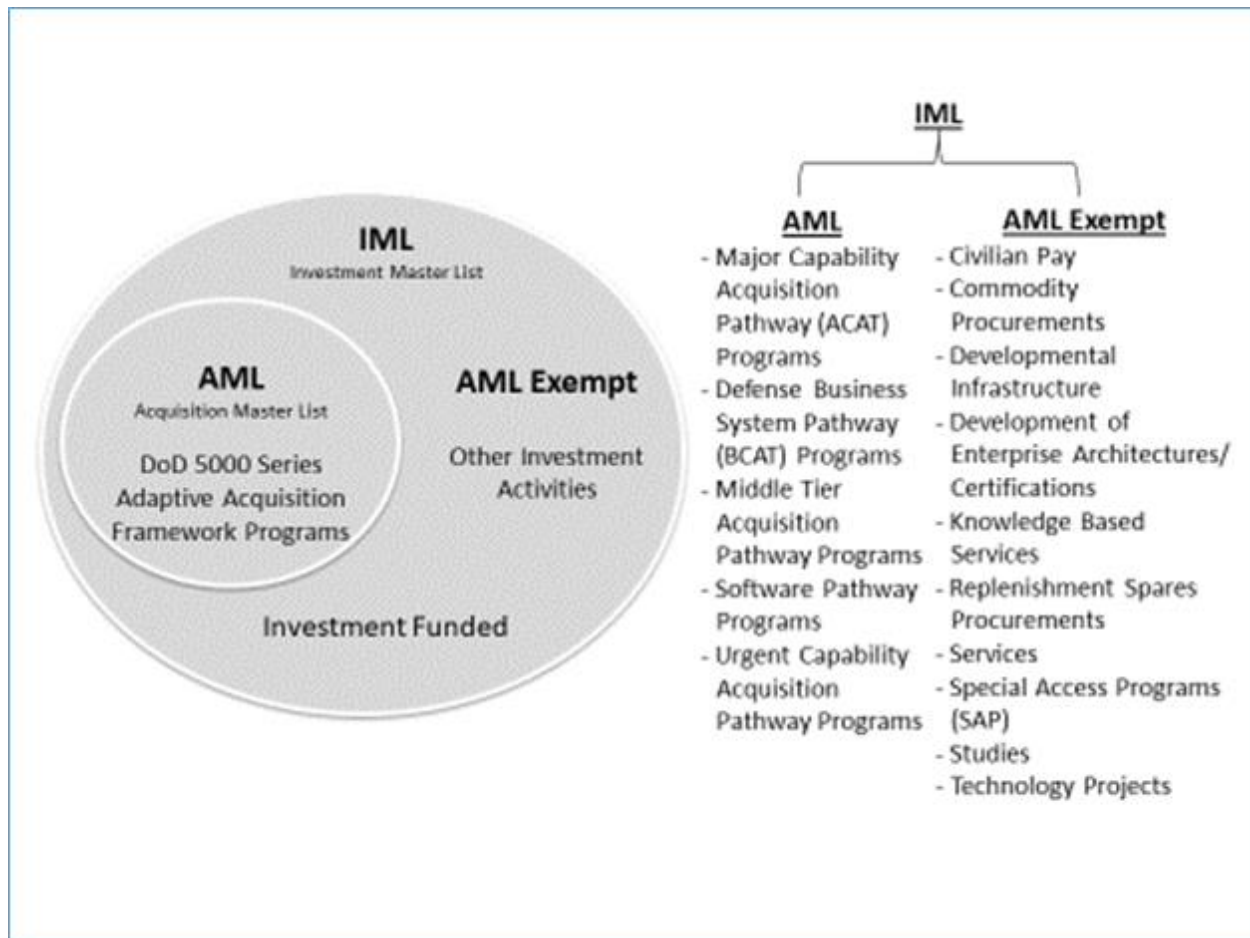 IML
Investment Master List
AML
Acquisition Master List
DoD 5000 Series
Adaptive Acquisition
Framework Programs
AML Exempt
Other Investment
Activities
Investment Funded
IML
AML
- Major Capability
Acquisition
Pathway (ACAT)
Programs
- Defense Business
System Pathway
(BCAT) Programs
- Middle Tier
Acquisition
Pathway Programs
- Software Pathway
Programs
- Urgent Capability
Acquisition
Pathway Programs
AML Exempt
- Civilian Pay
- Commodity
Procurements
- Developmental
Infrastructure
- Development of
Enterprise Architectures/
Certifications
- Knowledge Based
Services
- Replenishment Spares
Procurements
- Services
- Special Access Programs
(SAP)
- Studies
- Technology Projects